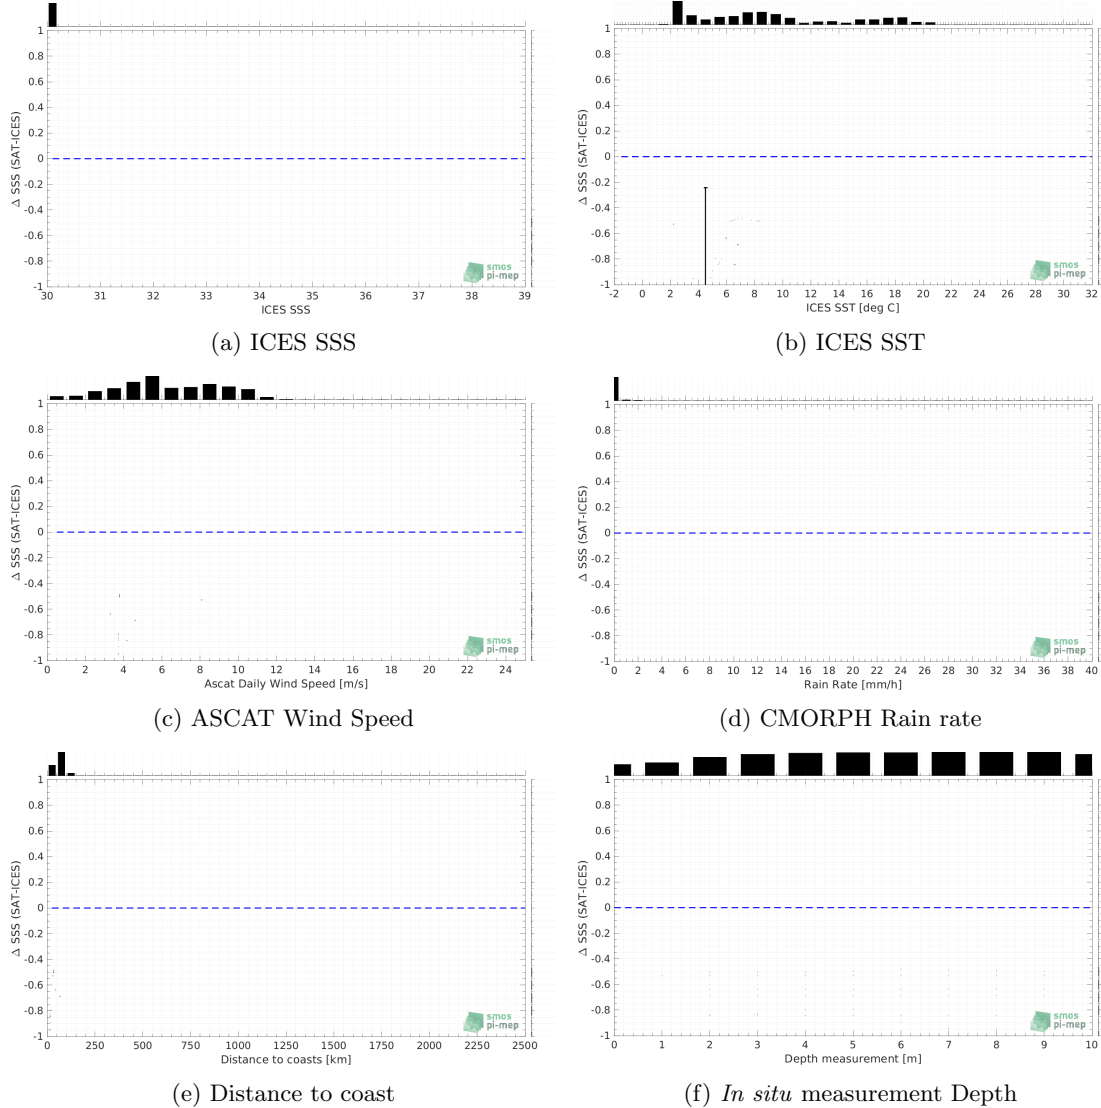 1
0.8
0.6
0.4
0.2
0
-0.2
-0.4
-0.6
-0.8
-1
Δ SSS (SAT-ICES)
30 31 32 33 34 35 36 37 38 39
ICES SSS
smos
pi-mep
(a) ICES SSS
1
0.8
0.6
0.4
0.2
0
-0.2
-0.4
-0.6
-0.8
-1
Δ SSS (SAT-ICES)
-2 0 2 4 6 8 10 12 14 16 18 20 22 24 26 28 30 32
ICES SST [deg C]
smos
pi-mep
(b) ICES SST
1
0.8
0.6
0.4
0.2
0
-0.2
-0.4
-0.6
-0.8
-1
Δ SSS (SAT-ICES)
0 2 4 6 8 10 12 14 16 18 20 22 24
Ascat Daily Wind Speed [m/s]
smos
pi-mep
(c) ASCAT Wind Speed
1
0.8
0.6
0.4
0.2
0
-0.2
-0.4
-0.6
-0.8
-1
Δ SSS (SAT-ICES)
0 2 4 6 8 10 12 14 16 18 20 22 24 26 28 30 32 34 36 38 40
Rain Rate [mm/h]
smos
pi-mep
(d) CMORPH Rain rate
1
0.8
0.6
0.4
0.2
0
-0.2
-0.4
-0.6
-0.8
-1
Δ SSS (SAT-ICES)
0 250 500 750 1000 1250 1500 1750 2000 2250 2500
Distance to coasts [km]
smos
pi-mep
(e) Distance to coast
1
0.8
0.6
0.4
0.2
0
-0.2
-0.4
-0.6
-0.8
-1
Δ SSS (SAT-ICES)
0 1 2 3 4 5 6 7 8 9 10
Depth measurement [m]
smos
pi-mep
(f) In situ measurement Depth